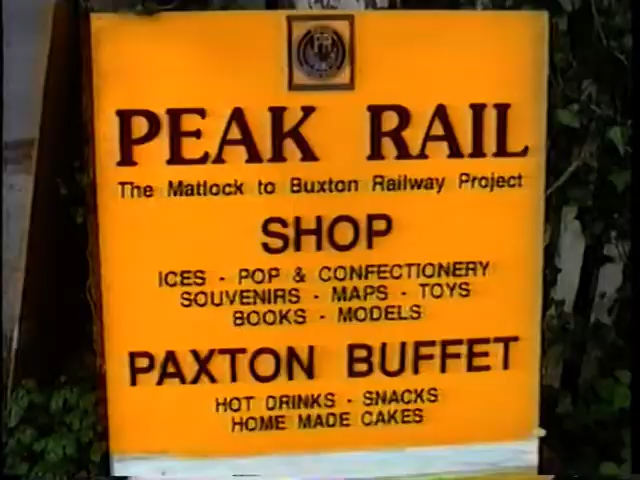 PEAK RAIL
The Matlock to Buxton Railway Project
SHOP
ICES - POP & CONFECTIONERY
SOUVENIRS - MAPS - TOYS
BOOKS - MODELS
PAXTON BUFFET
HOT DRINKS - SNACKS
HOME MADE CAKES